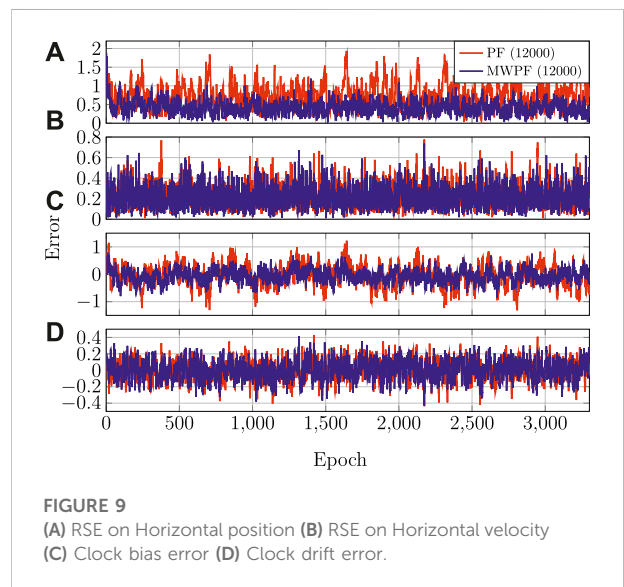 A
2
1.5
1
0.5
0
PF (12000)
MWPF (12000)
B
0.8
0.6
0.4
0.2
0
C
Error
1
0
−1
D
0.4
0.2
0
−0.2
−0.4
0 500 1,000 1,500 2,000 2,500 3,000
Epoch
FIGURE 9
(A) RSE on Horizontal position (B) RSE on Horizontal velocity
(C) Clock bias error (D) Clock drift error.